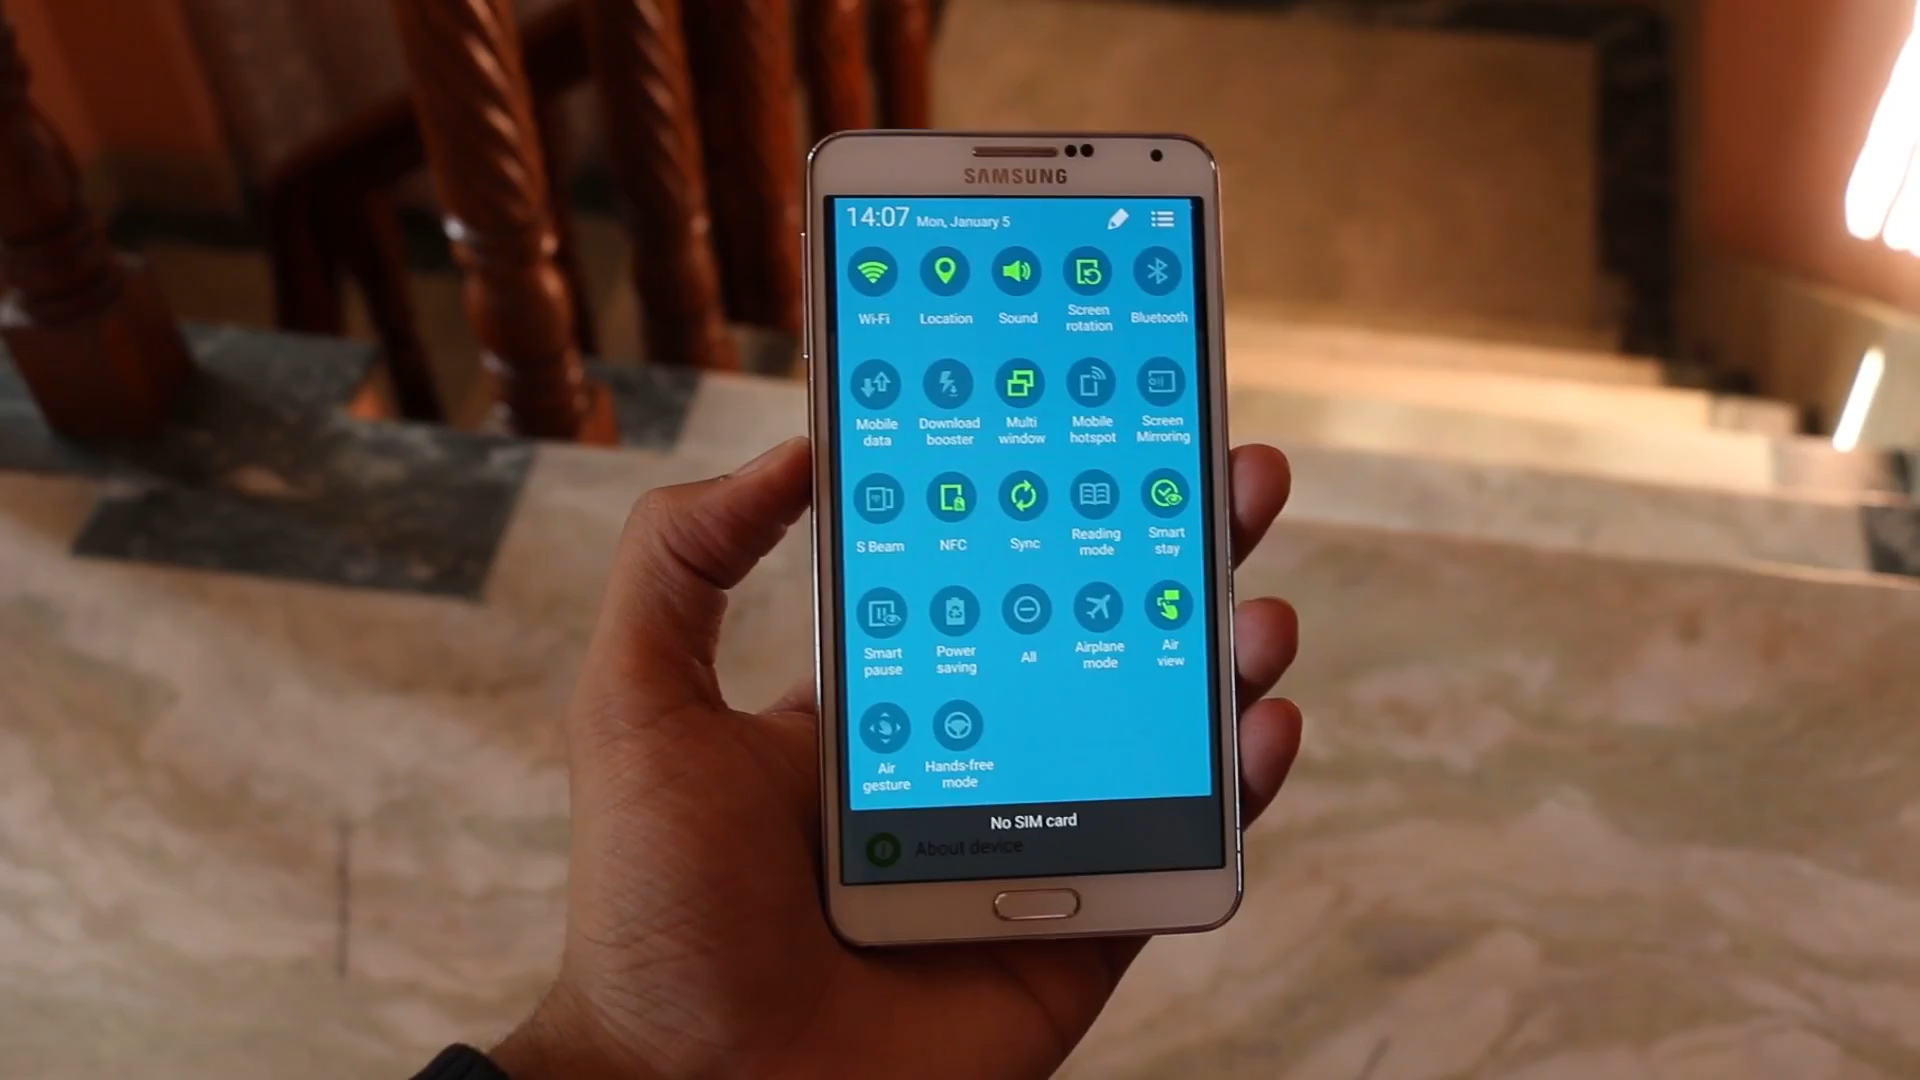 SAMSUNG
14:07 Mon, January 5
Wi-Fi Location Sound Screen rotation Bluetooth
Mobile data Download booster Multi window Mobile hotspot Screen Mirroring
S Beam NFC Sync Reading mode Smart stay
Smart pause Power saving All Airplane mode Air view
Air gesture Hands-free mode
No SIM card
About device